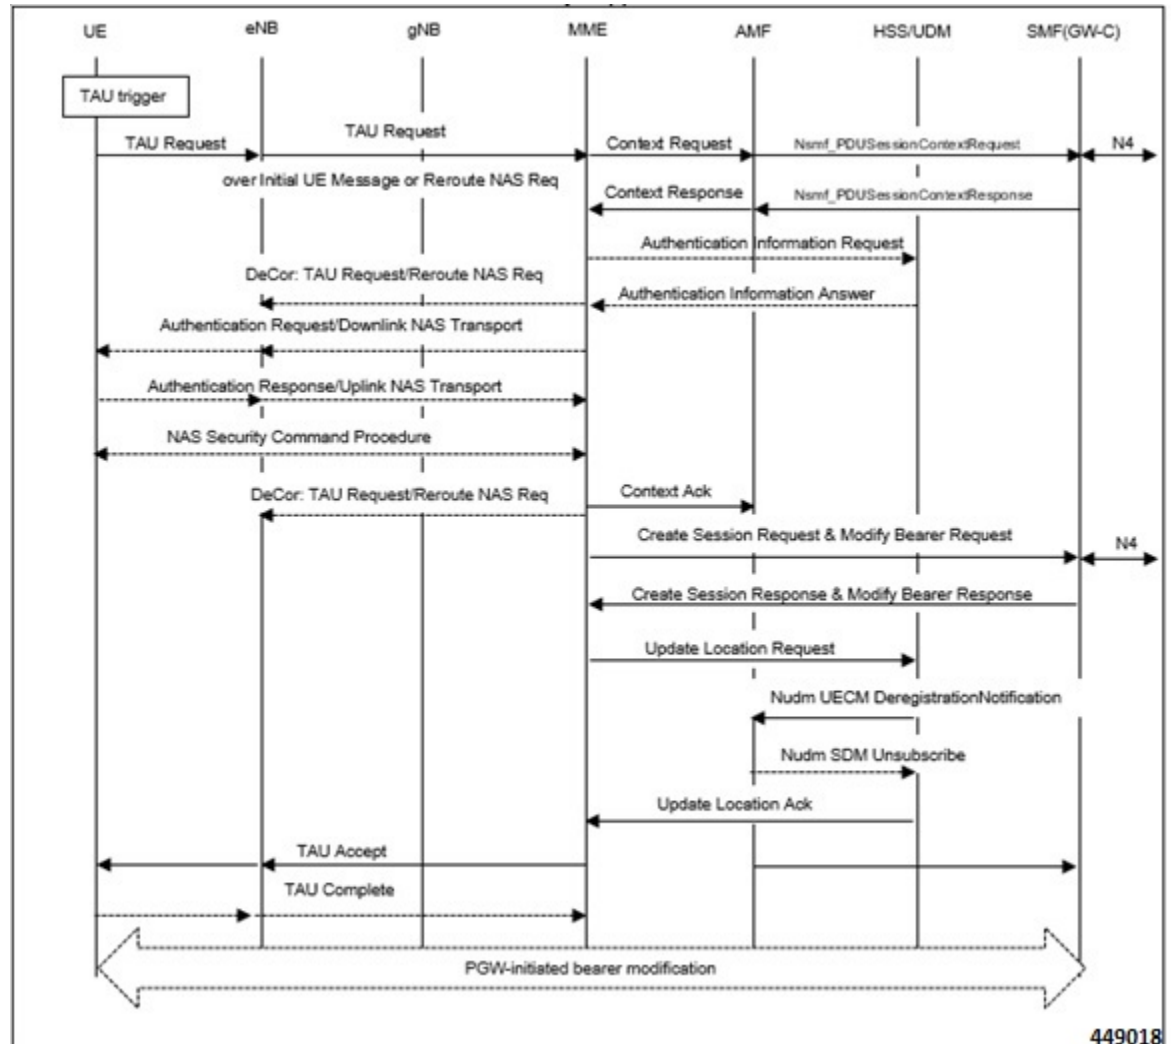 UE eNB gNB MME AMF HSS/UDM SMF(GW-C)
TAU trigger
TAU Request TAU Request Context Request Nsmf_PDUSessionContextRequest N4
over Initial UE Message or Reroute NAS Req Context Response Nsmf_PDUSessionContextResponse
Authentication Information Request
DeCor: TAU Request/Reroute NAS Req Authentication Information Answer
Authentication Request/Downlink NAS Transport
Authentication Response/Uplink NAS Transport
NAS Security Command Procedure
DeCor: TAU Request/Reroute NAS Req Context Ack
Create Session Request & Modify Bearer Request N4
Create Session Response & Modify Bearer Response
Update Location Request
Nudm UECM DeregistrationNotification
Nudm SDM Unsubscribe
Update Location Ack
TAU Accept
TAU Complete
PGW-initiated bearer modification
449018